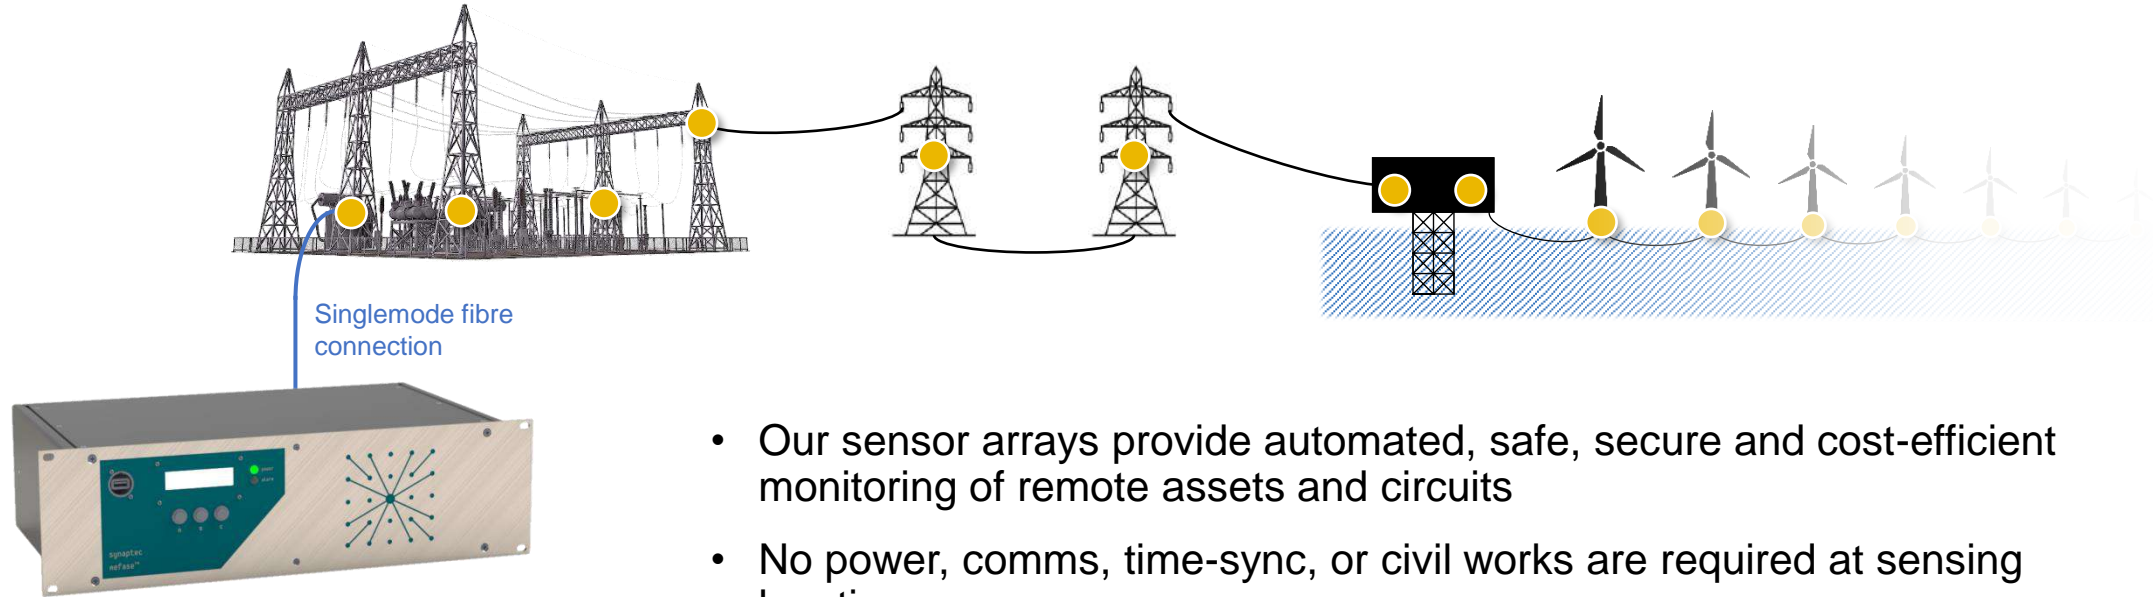 Singlemode fibre
connection
• Our sensor arrays provide automated, safe, secure and cost-efficient
monitoring of remote assets and circuits
• No power, comms, time-sync, or civil works are required at sensing
synaptec
A B C